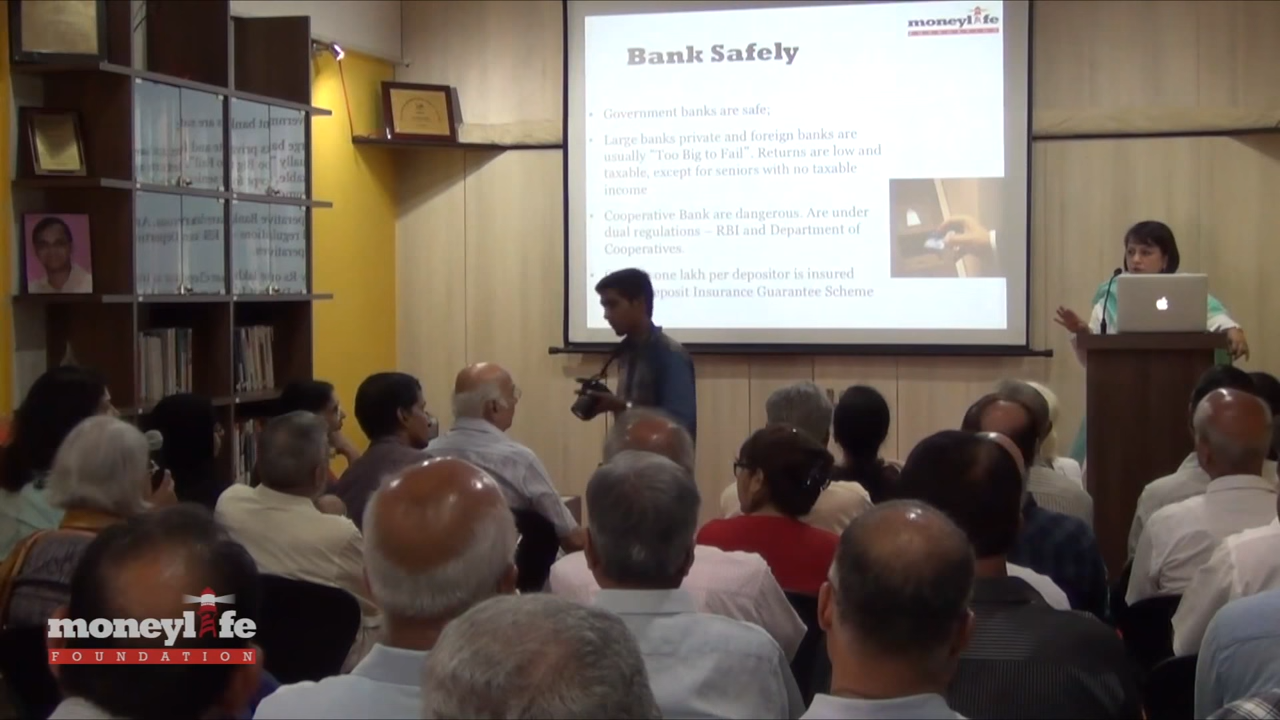 moneylife
FOUNDATION
Bank Safely
Government banks are safe;
Large banks private and foreign banks are
usually "Too Big to Fail". Returns are low and
taxable, except for seniors with no taxable
income
Cooperative Bank are dangerous. Are under
dual regulations – RBI and Department of
Cooperatives.
one lakh per depositor is insured
Deposit Insurance Guarantee Scheme
moneylife
FOUNDATION